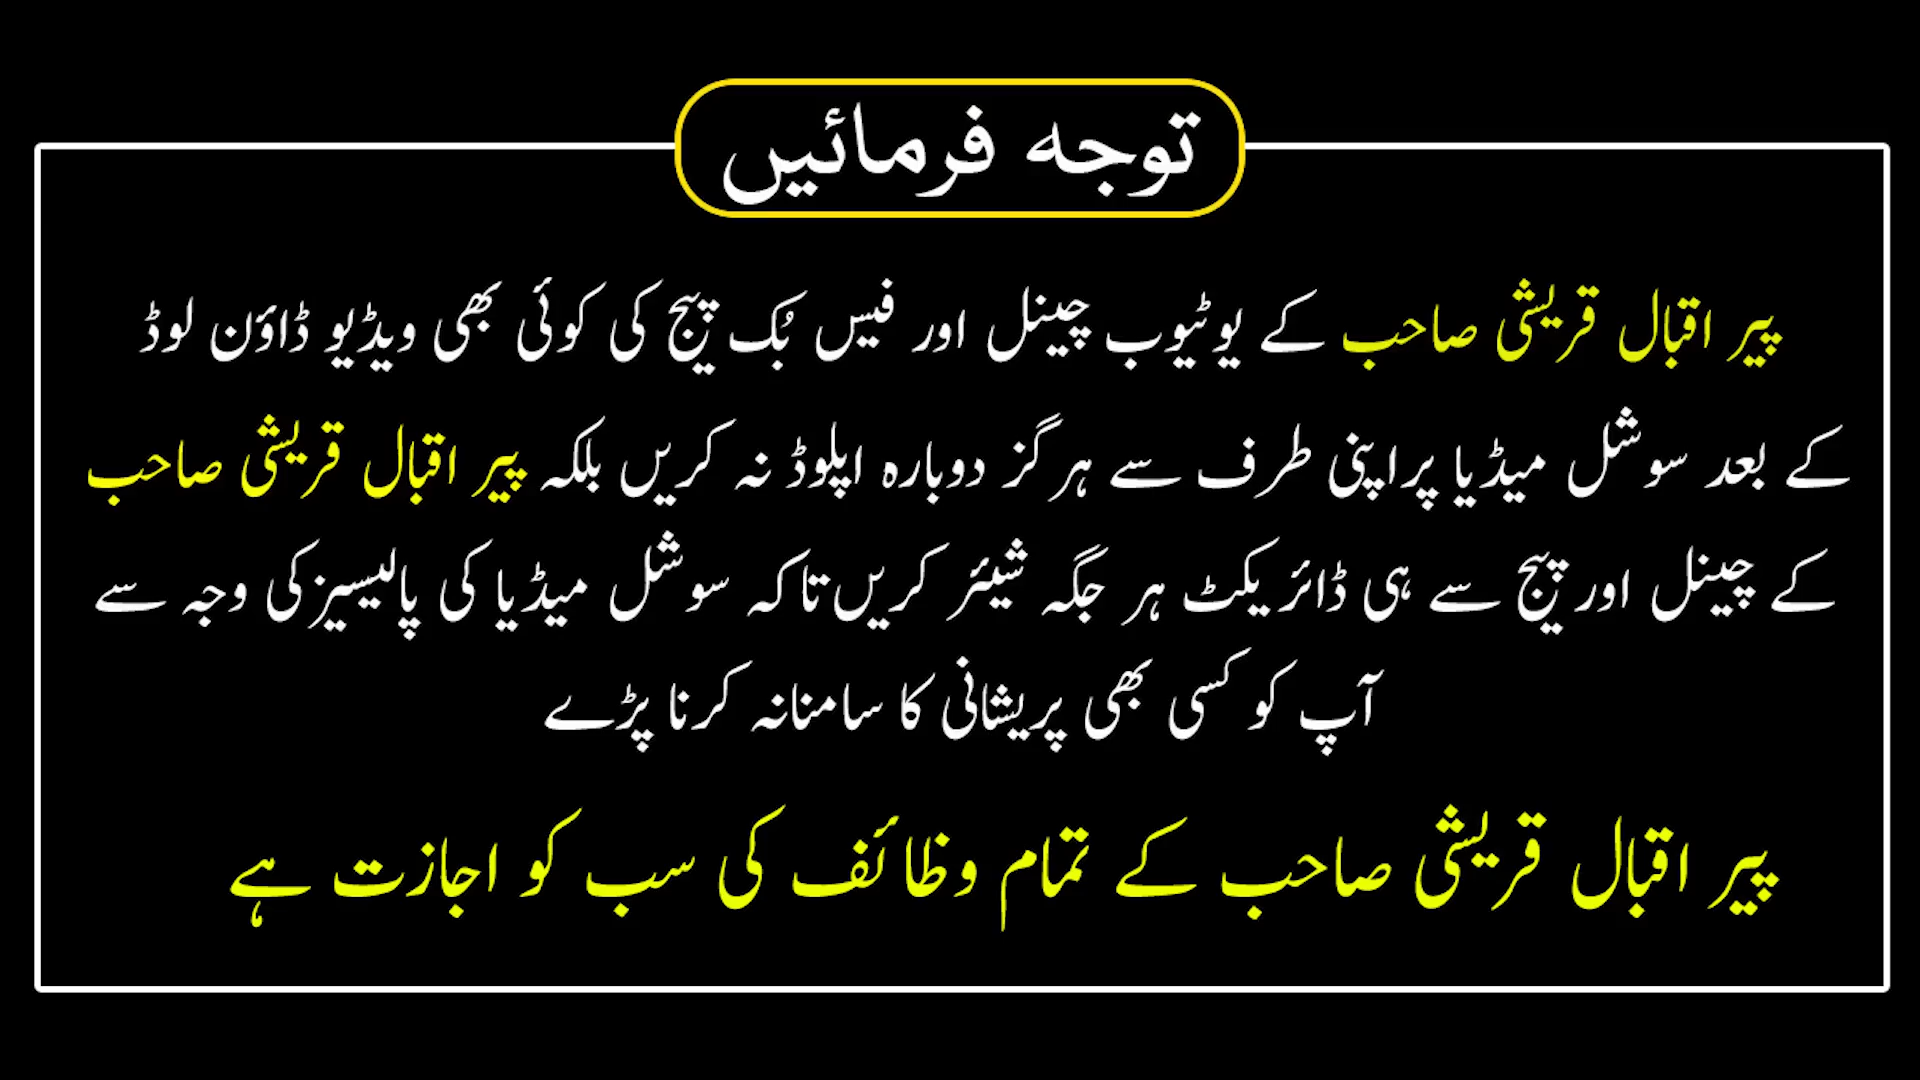 توجہ فرمائیں
پیر اقبال قریشی صاحب کے یوٹیوب چینل اور فیس بُک پیج کی کوئی بھی ویڈیو ڈاؤن لوڈ
کے بعد سوشل میڈیا پراپنی طرف سے ہرگز دوبارہ اپلوڈ نہ کریں بلکہ پیر اقبال قریشی صاحب
کے چینل اور پیج سے ہی ڈائریکٹ ہر جگہ شیئر کریں تاکہ سوشل میڈیا کی پالیسیز کی وجہ سے
آپ کو کسی بھی پریشانی کا سامنا نہ کرنا پڑے
پیر اقبال قریشی صاحب کے تمام وظائف کی سب کو اجازت ہے